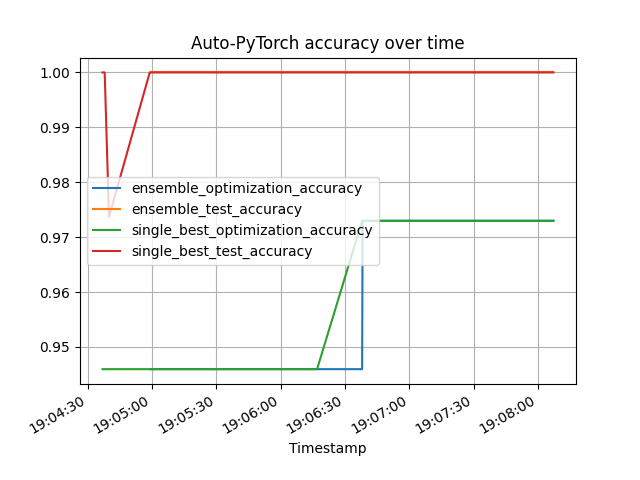 Auto-PyTorch accuracy over time
1.00
0.99
0.98
0.97
0.96
0.95
ensemble_optimization_accuracy
ensemble_test_accuracy
single_best_optimization_accuracy
single_best_test_accuracy
19:04:30
19:05:00
19:05:30
19:06:00
19:06:30
19:07:00
19:07:30
19:08:00
Timestamp